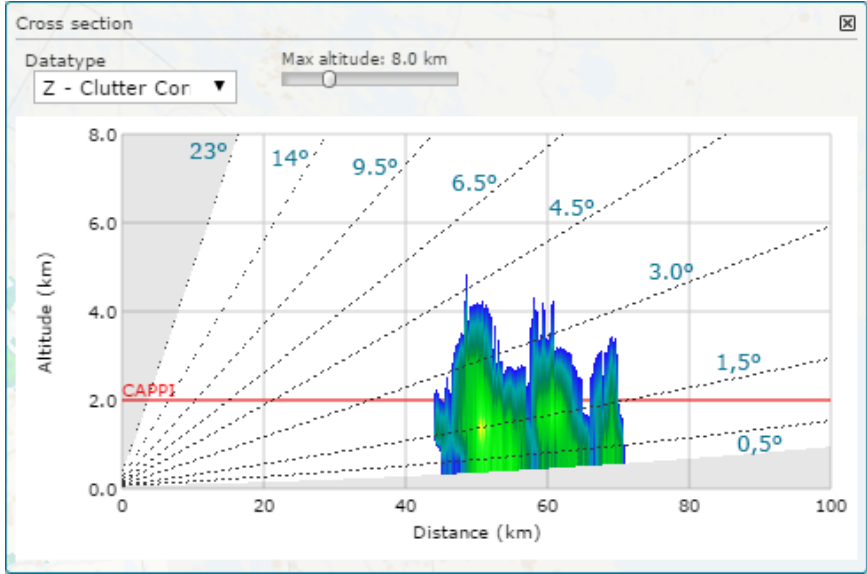 Cross section
Datatype
Max altitude: 8.0 km
Z - Clutter Cor
8.0
23º
14º
9.5º
6.5º
4.5º
6.0
3.0º
Altitude (km)
4.0
1,5º
CAPPI
2.0
0,5º
0.0
0
20
40
60
80
100
Distance (km)